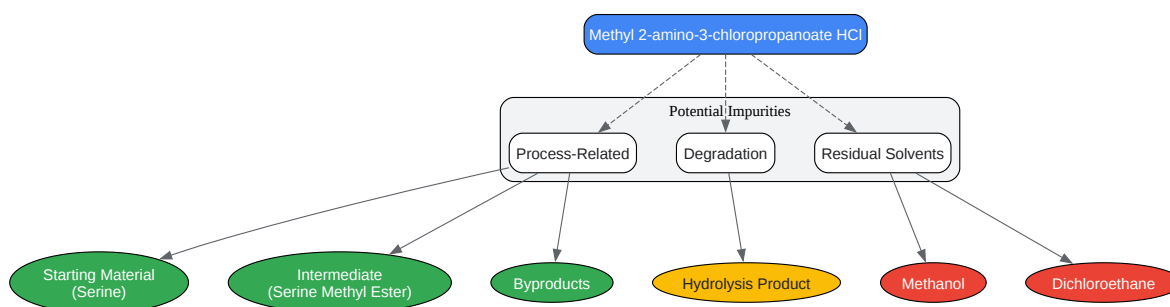 Methyl 2-amino-3-chloropropanoate HCl
Potential Impurities
Process-Related
Degradation
Residual Solvents
Starting Material
(Serine)
Intermediate
(Serine Methyl Ester)
Byproducts
Hydrolysis Product
Methanol
Dichloroethane